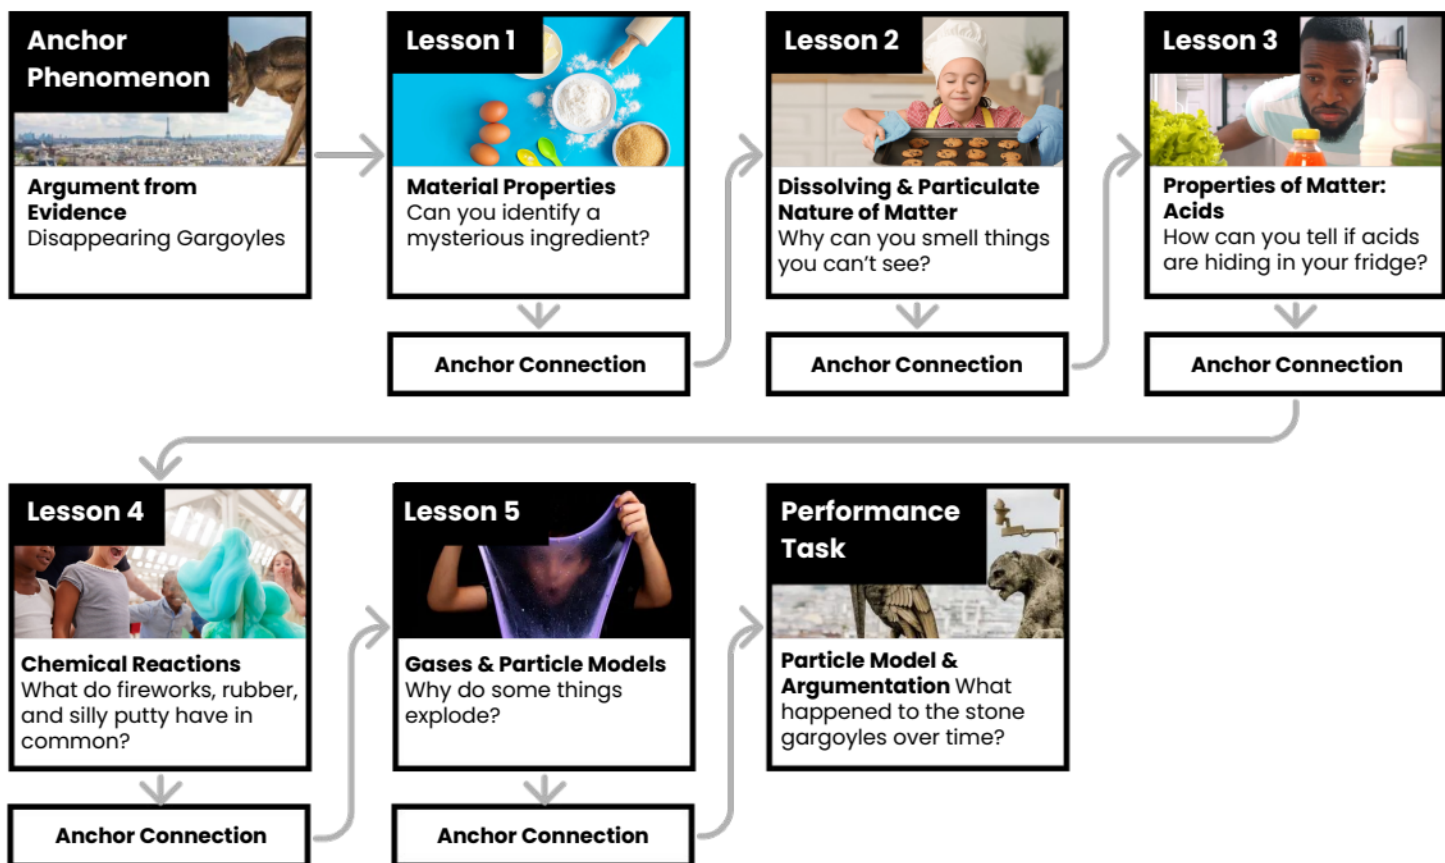 Anchor
Phenomenon
Argument from
Evidence
Disappearing Gargoyles
Lesson 1
Material Properties
Can you identify a
mysterious ingredient?
Anchor Connection
Lesson 2
Dissolving & Particulate
Nature of Matter
Why can you smell things
you can't see?
Anchor Connection
Lesson 3
Properties of Matter:
Acids
How can you tell if acids
are hiding in your fridge?
Anchor Connection
Lesson 4
Chemical Reactions
What do fireworks, rubber,
and silly putty have in
common?
Anchor Connection
Lesson 5
Gases & Particle Models
Why do some things
explode?
Anchor Connection
Performance
Task
Particle Model &
Argumentation What
happened to the stone
gargoyles over time?